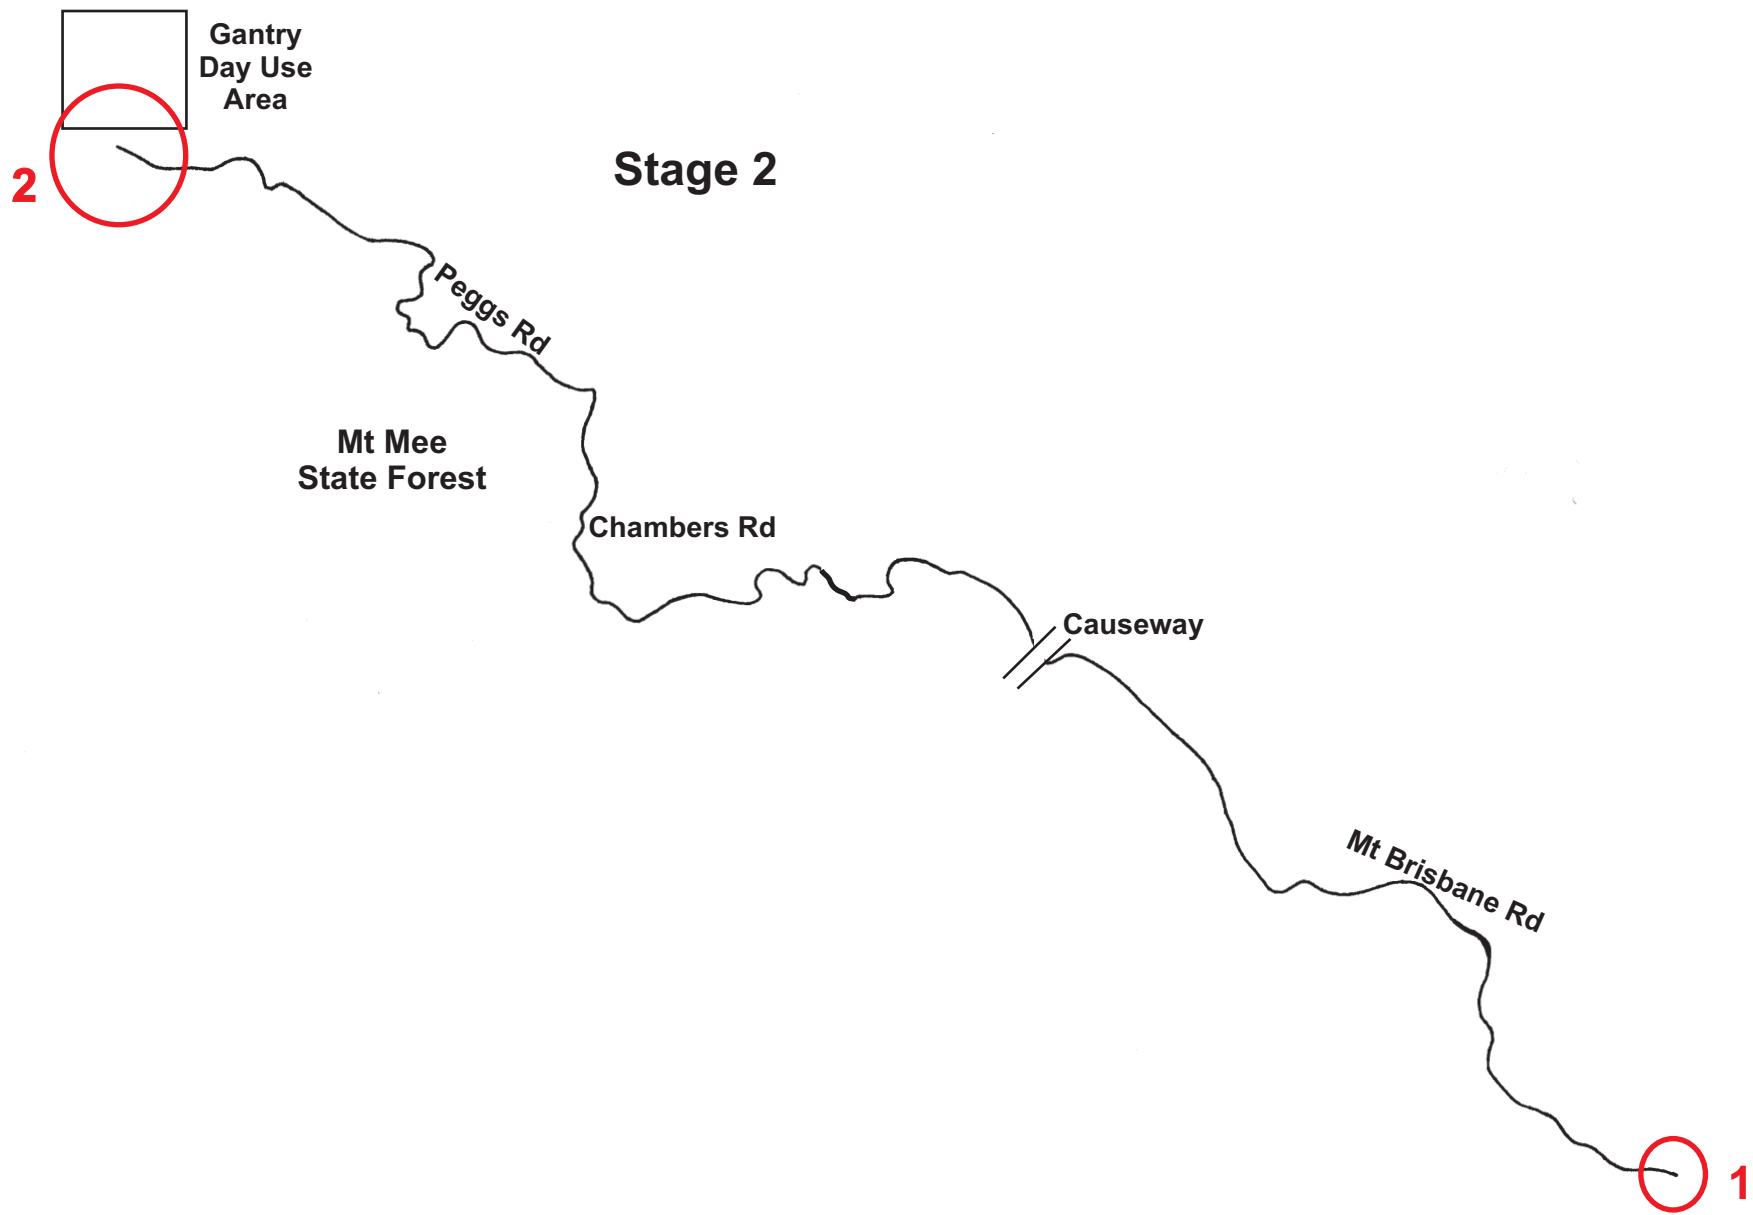 Gantry
Day Use
Area
Stage 2
2
Peggs Rd
Mt Mee
State Forest
Chambers Rd
Causeway
Mt Brisbane Rd
1